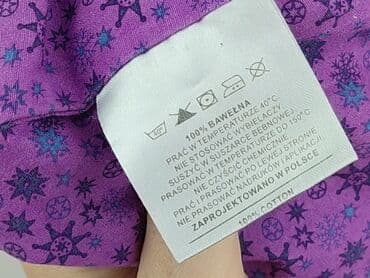 100% BAWEŁNA
PRAĆ W TEMPERATURZE 40°C
NIE STOSOWAĆ WYBIELACZY
SUSZYĆ W SUSZARCE BĘBNOWEJ
PRASOWAĆ W TEMPERATURZE DO 150°C
NIE CZYŚCIĆ CHEMICZNIE
PRAĆ I PRASOWAĆ PO LEWEJ STRONIE
NIE PRASOWAĆ NADRUKÓW I APLIKACJI
ZAPROJEKTOWANO W POLSCE
100% COTTON